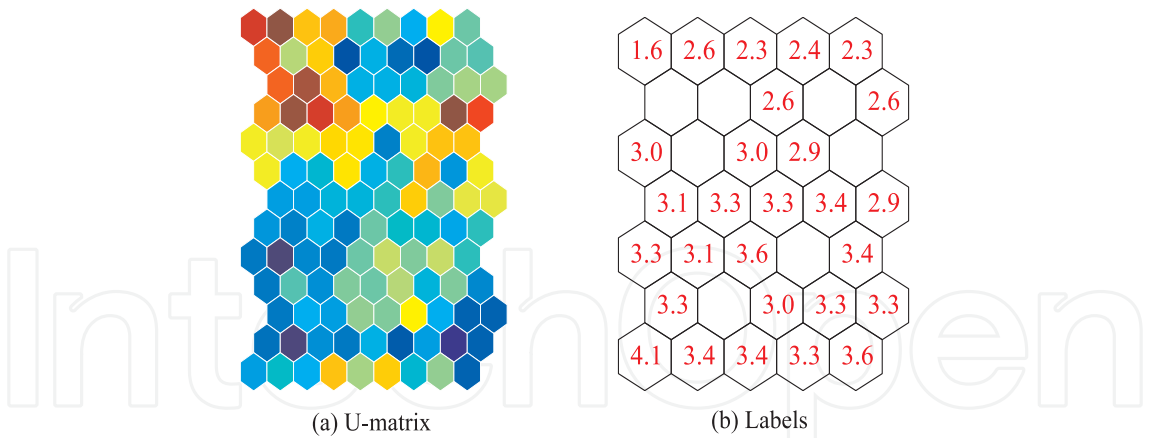 1.6 2.6 2.3 2.4 2.3
2.6 2.6
3.0 3.0 2.9
3.1 3.3 3.3 3.4 2.9
3.3 3.1 3.6 3.4
3.3 3.0 3.3 3.3
4.1 3.4 3.4 3.3 3.6
(a) U-matrix
(b) Labels
IntechOpen